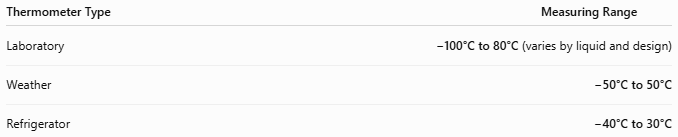 Thermometer Type Measuring Range
Laboratory −100°C to 80°C (varies by liquid and design)
Weather −50°C to 50°C
Refrigerator −40°C to 30°C